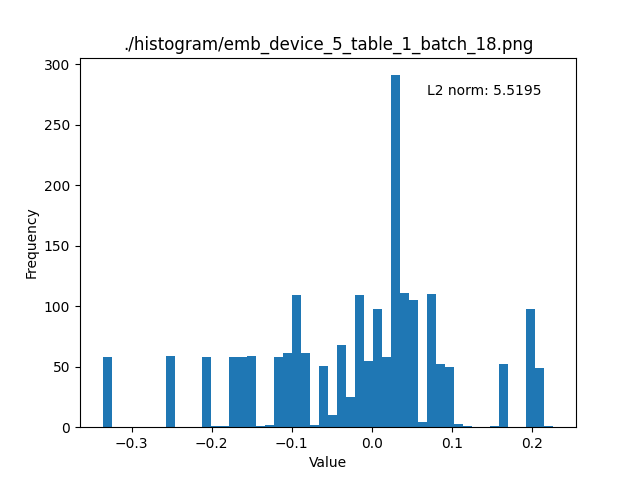 ./histogram/emb_device_5_table_1_batch_18.png
L2 norm: 5.5195
300
250
200
150
100
50
0
Frequency
−0.3 −0.2 −0.1 0.0 0.1 0.2
Value